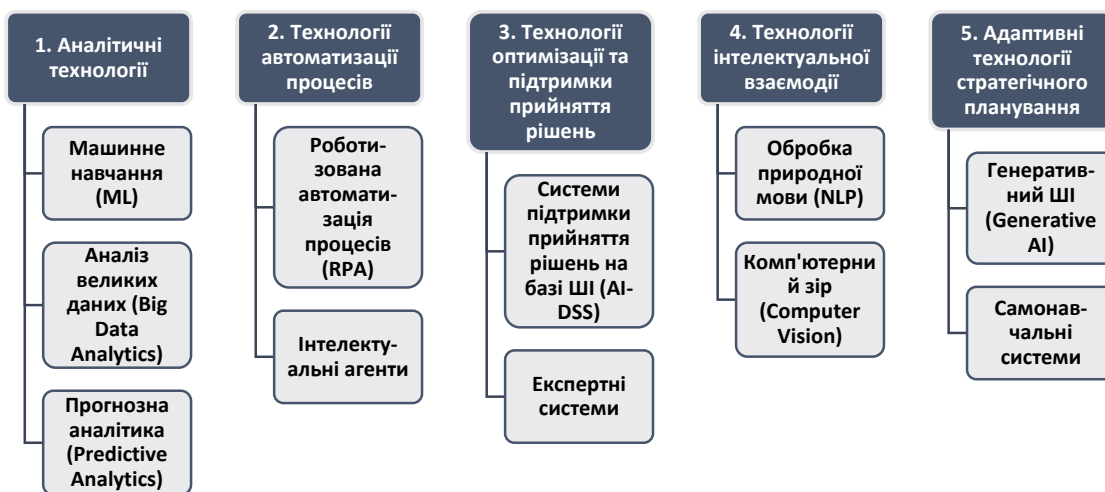 1. Аналітичні
технології
Машинне
навчання
(ML)
Аналіз
великих
даних (Big
Data
Analytics)
Прогнозна
аналітика
(Predictive
Analytics)
2. Технології
автоматизації
процесів
Роботи-
зована
автомати-
зація
процесів
(RPA)
Інтелекту-
альні агенти
3. Технології
оптимізації та
підтримки
прийняття
рішень
Системи
підтримки
прийняття
рішень на
базі ШІ (AI-
DSS)
Експертні
системи
4. Технології
інтелектуальної
взаємодії
Обробка
природної
мови (NLP)
Комп'ютерни
й зір
(Computer
Vision)
5. Адаптивні
технології
стратегічного
планування
Генератив-
ний ШІ
(Generative
AI)
Самонав-
чальні
системи